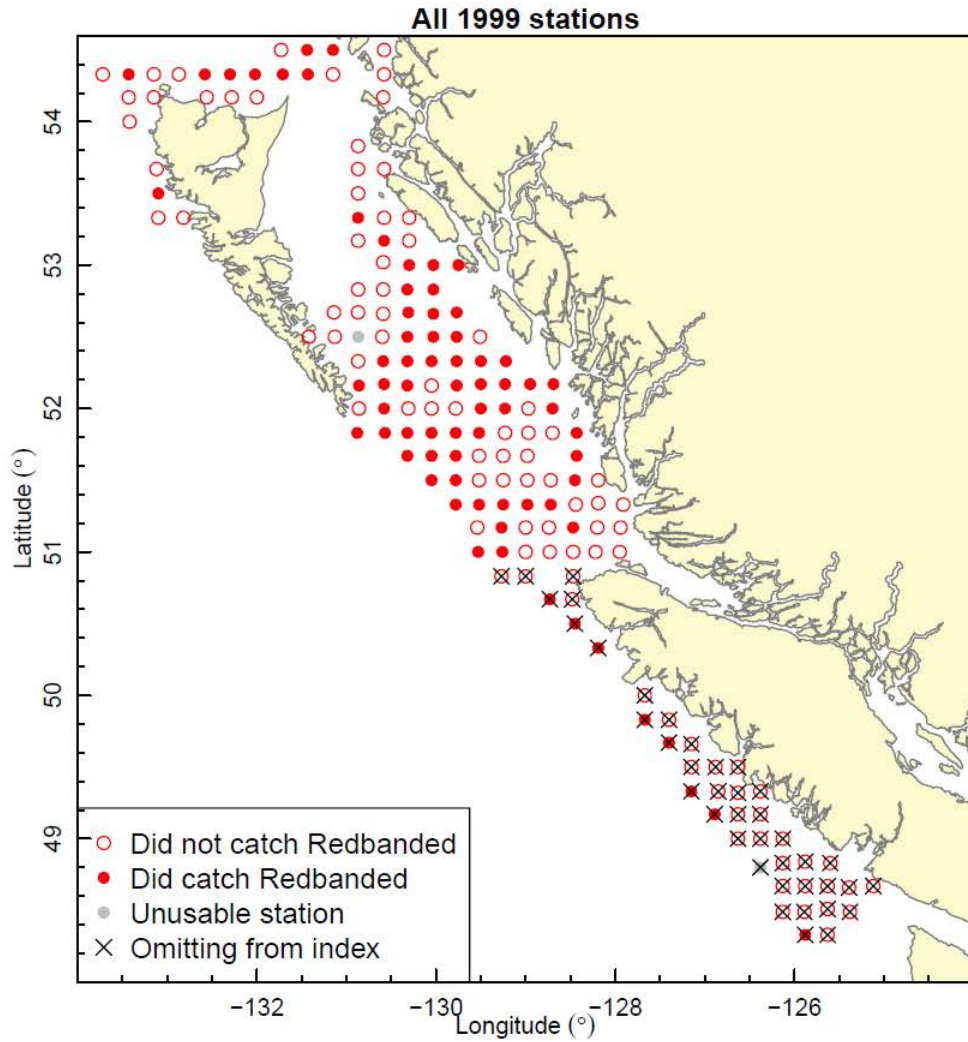 All 1999 stations
54
53
52
51
50
49
Latitude (°)
Did not catch Redbanded
Did catch Redbanded
Unusable station
Omitting from index
−132
−130
−128
−126
Longitude (°)